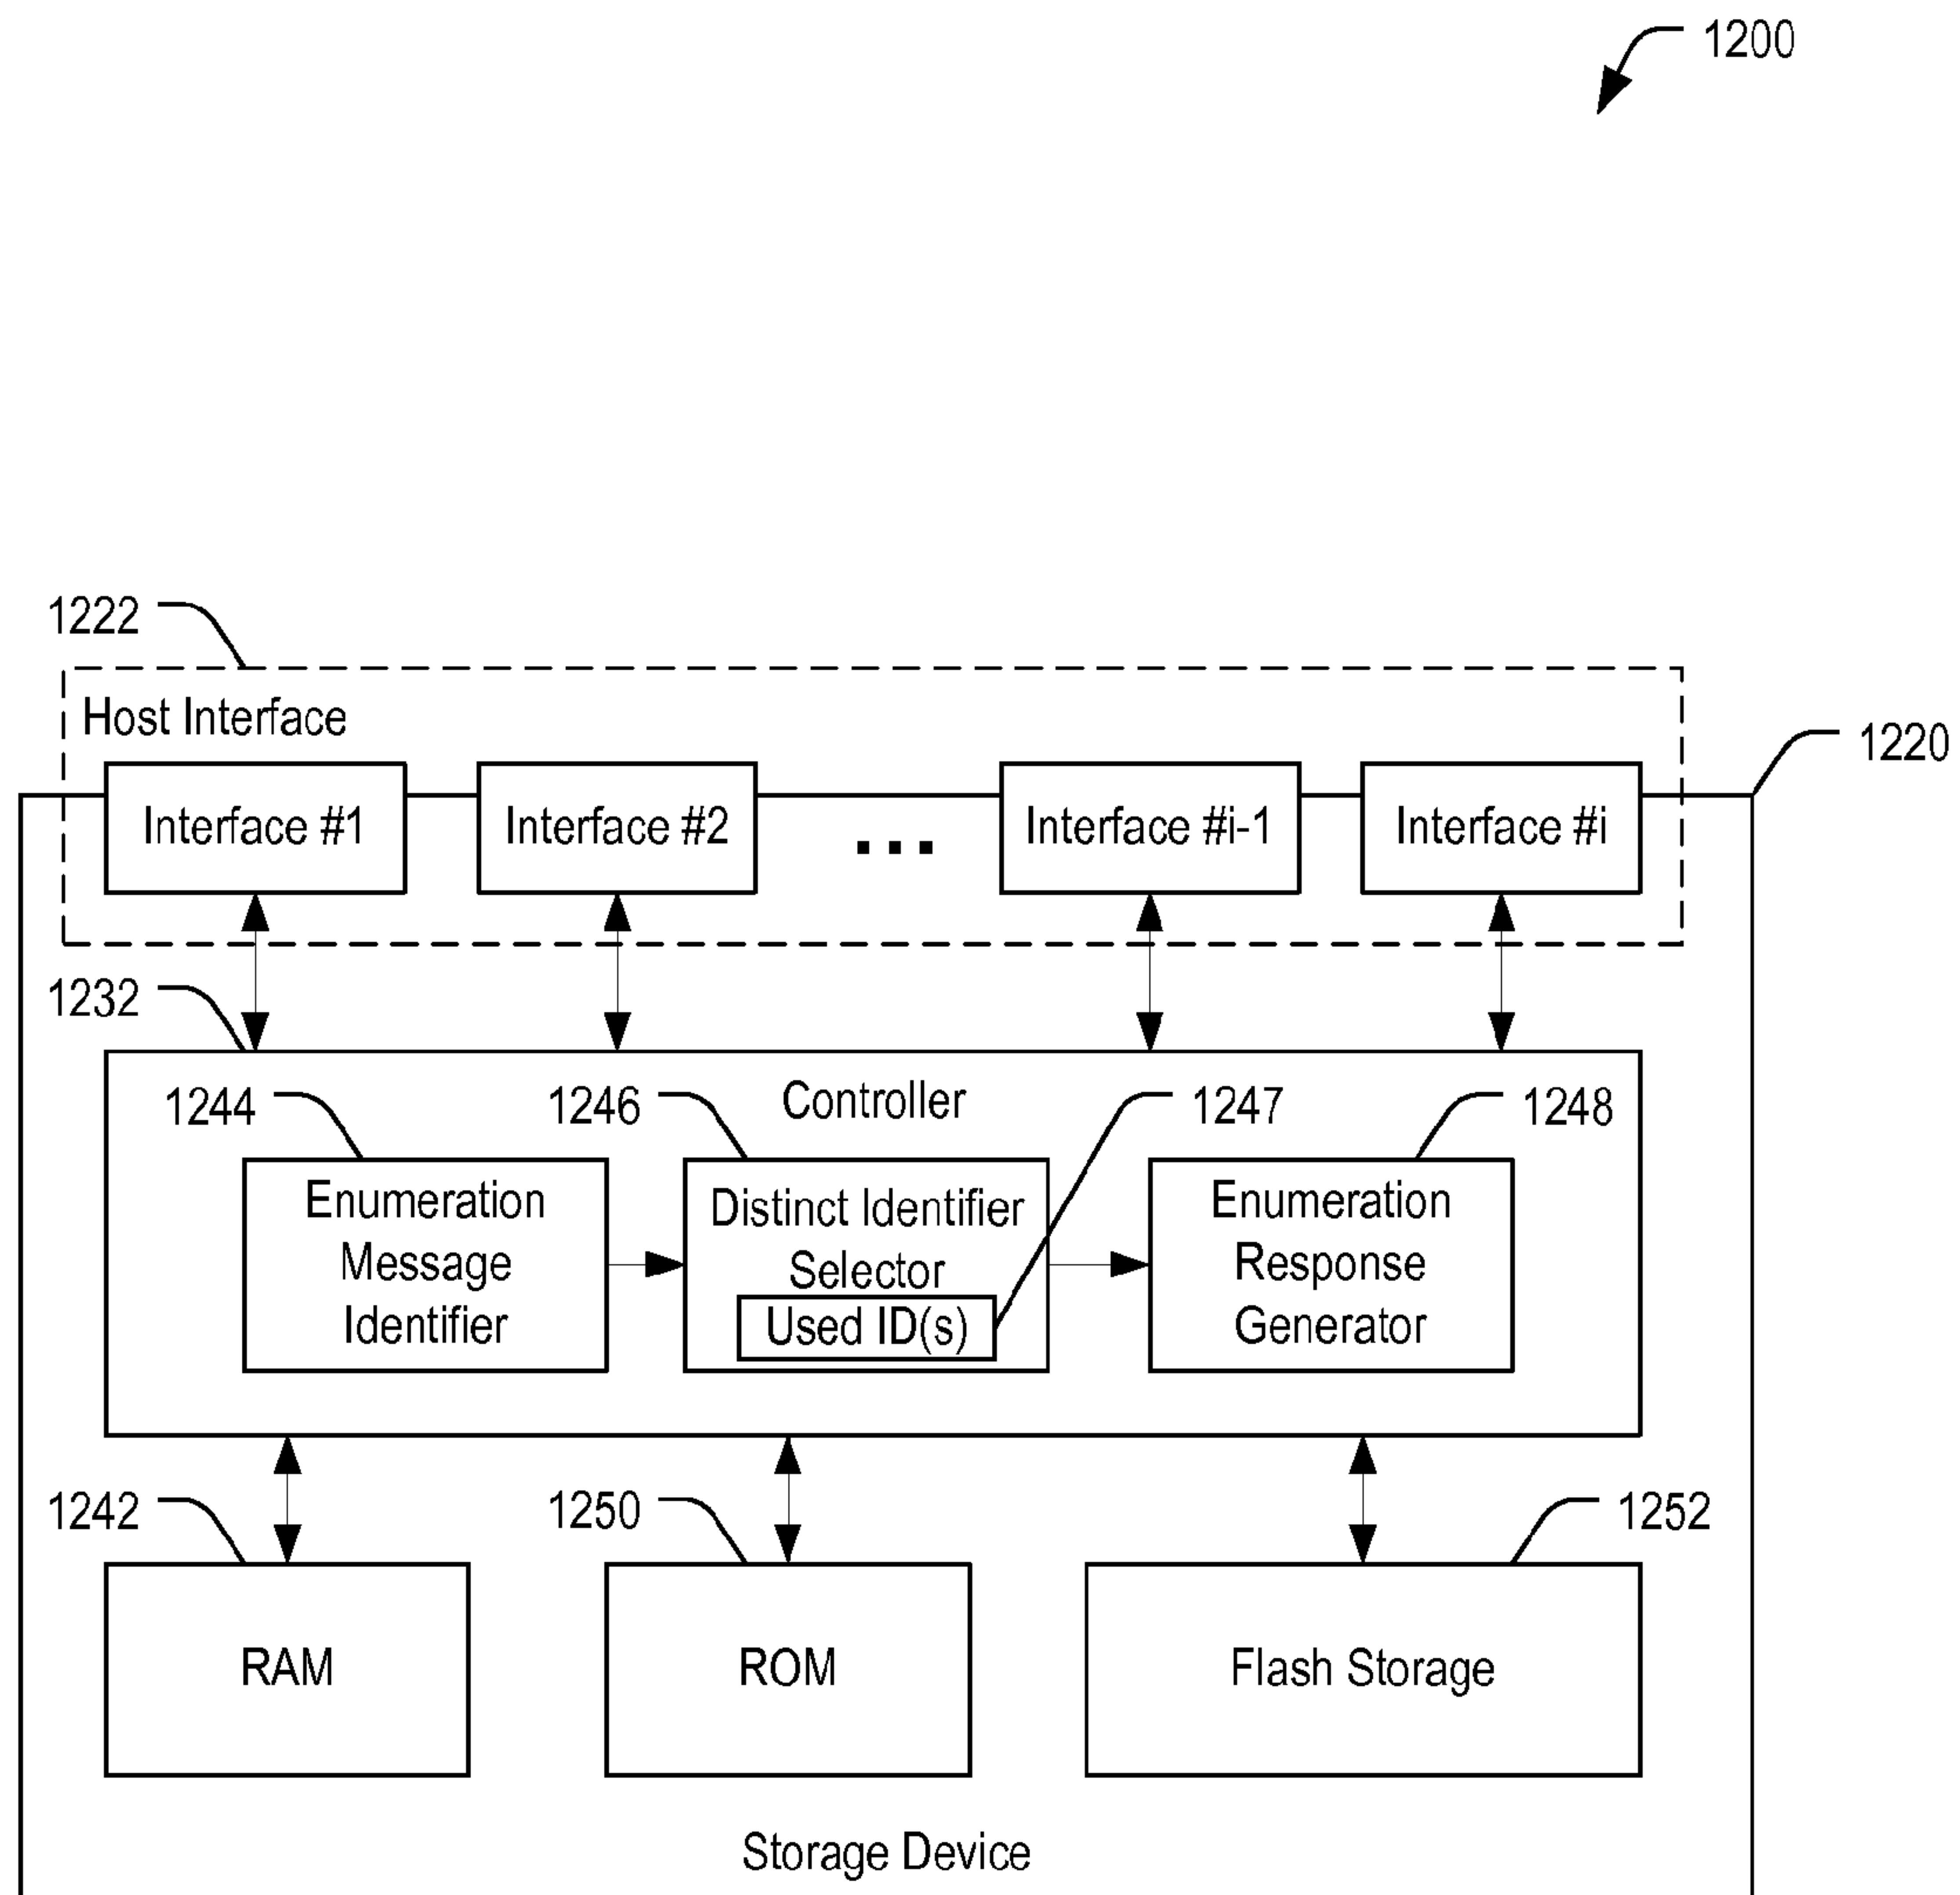 1200
1222
Host Interface
1220
Interface #1
Interface #2
...
Interface #i-1
Interface #i
1232
Controller
1244
1246
1247
1248
Enumeration
Message
Identifier
Distinct Identifier
Selector
Used ID(s)
Enumeration
Response
Generator
1242
1250
1252
RAM
ROM
Flash Storage
Storage Device